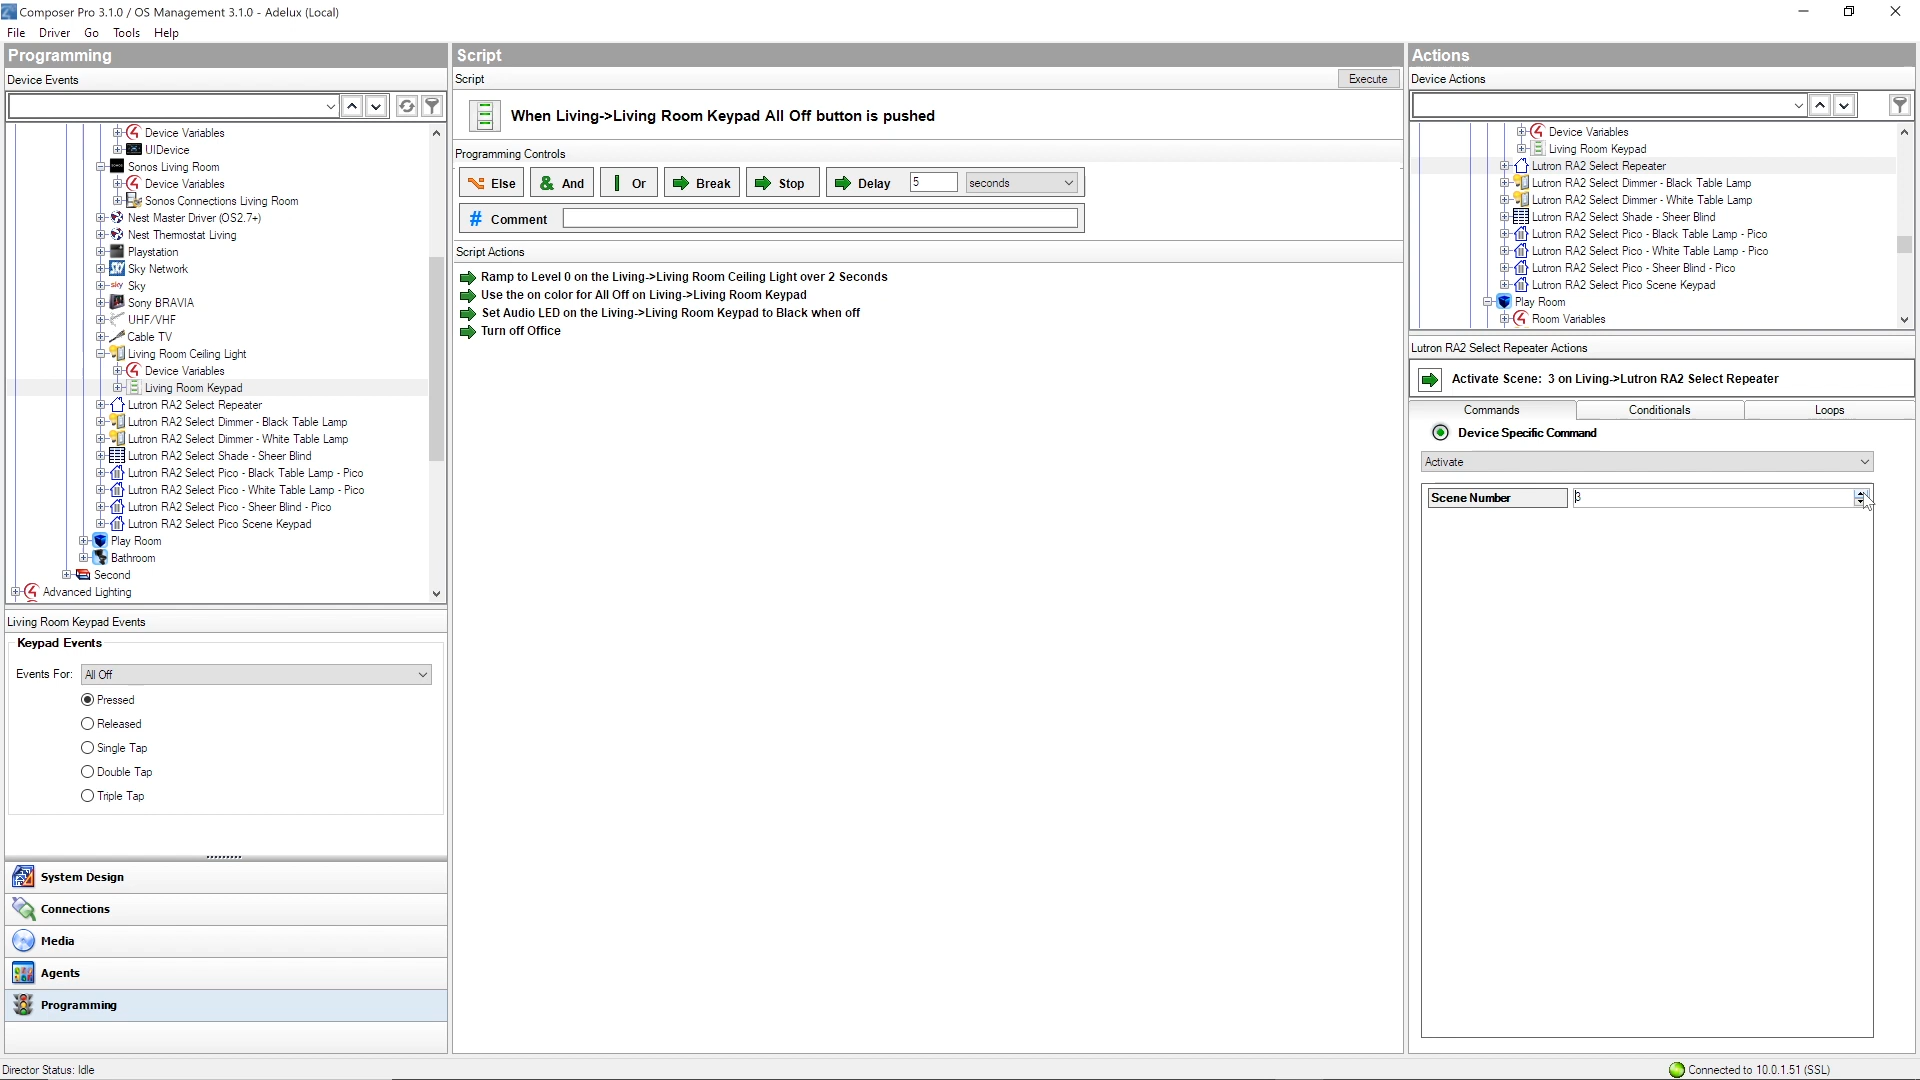 Composer Pro 3.1.0 / OS Management 3.1.0 - Adelux (Local)
File Driver Go Tools Help
Programming
Device Events
Device Variables
UIDevice
Sonos Living Room
Device Variables
Sonos Connections Living Room
Nest Master Driver (OS2.7+)
Nest Thermostat Living
Playstation
Sky Network
Sky
Sony BRAVIA
UHF/VHF
Cable TV
Living Room Ceiling Light
Device Variables
Living Room Keypad
Lutron RA2 Select Repeater
Lutron RA2 Select Dimmer - Black Table Lamp
Lutron RA2 Select Dimmer - White Table Lamp
Lutron RA2 Select Shade - Sheer Blind
Lutron RA2 Select Pico - Black Table Lamp - Pico
Lutron RA2 Select Pico - White Table Lamp - Pico
Lutron RA2 Select Pico - Sheer Blind - Pico
Lutron RA2 Select Pico Scene Keypad
Play Room
Bathroom
Second
Advanced Lighting
Living Room Keypad Events
Keypad Events
Events For: All Off
Pressed
Released
Single Tap
Double Tap
Triple Tap
System Design
Connections
Media
Agents
Programming
Director Status: Idle
Script
Script Execute
When Living->Living Room Keypad All Off button is pushed
Programming Controls
Else & And Or Break Stop Delay 5 seconds
# Comment
Script Actions
Ramp to Level 0 on the Living->Living Room Ceiling Light over 2 Seconds
Use the on color for All Off on Living->Living Room Keypad
Set Audio LED on the Living->Living Room Keypad to Black when off
Turn off Office
Actions
Device Actions
Device Variables
Living Room Keypad
Lutron RA2 Select Repeater
Lutron RA2 Select Dimmer - Black Table Lamp
Lutron RA2 Select Dimmer - White Table Lamp
Lutron RA2 Select Shade - Sheer Blind
Lutron RA2 Select Pico - Black Table Lamp - Pico
Lutron RA2 Select Pico - White Table Lamp - Pico
Lutron RA2 Select Pico - Sheer Blind - Pico
Lutron RA2 Select Pico Scene Keypad
Play Room
Room Variables
Lutron RA2 Select Repeater Actions
Activate Scene: 3 on Living->Lutron RA2 Select Repeater
Commands Conditionals Loops
Device Specific Command
Activate
Scene Number 3
Connected to 10.0.1.51 (SSL)